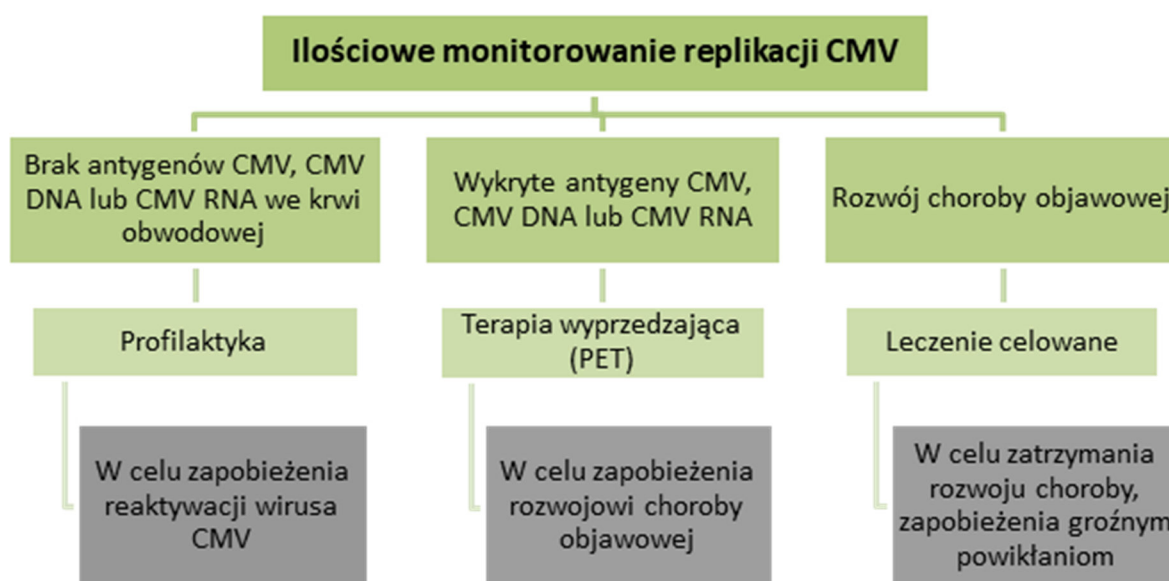 Ilościowe monitorowanie replikacji CMV
Brak antygenów CMV, CMV
DNA lub CMV RNA we krwi
obwodowej
Wykryte antygeny CMV,
CMV DNA lub CMV RNA
Rozwój choroby objawowej
Profilaktyka
Terapia wyprzedzająca
(PET)
Leczenie celowane
W celu zapobieżenia
reaktywacji wirusa
CMV
W celu zapobieżenia
rozwojowi choroby
objawowej
W celu zatrzymania
rozwoju choroby,
zapobieżenia groźnym
powikłaniom